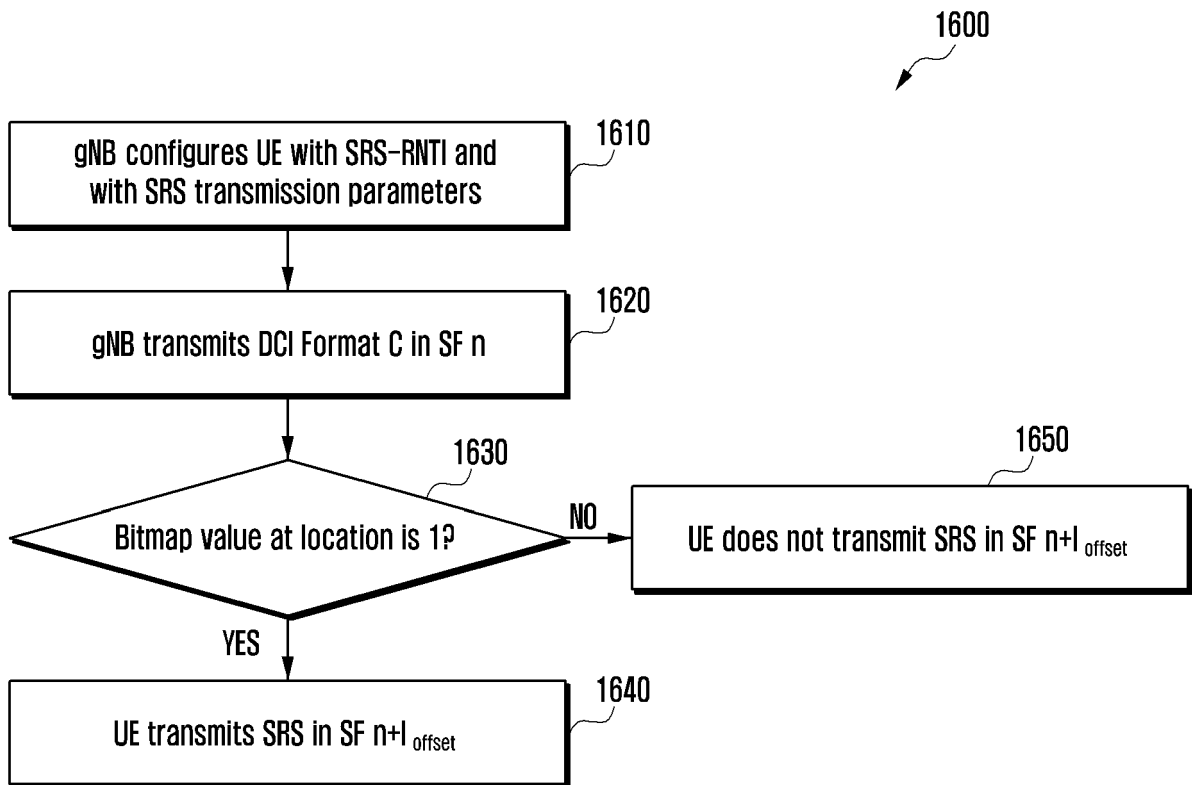 1600
1610
gNB configures UE with SRS-RNTI and
with SRS transmission parameters
1620
gNB transmits DCI Format C in SF n
1630
Bitmap value at location is 1?
NO
1650
UE does not transmit SRS in SF n+l offset
YES
1640
UE transmits SRS in SF n+l offset